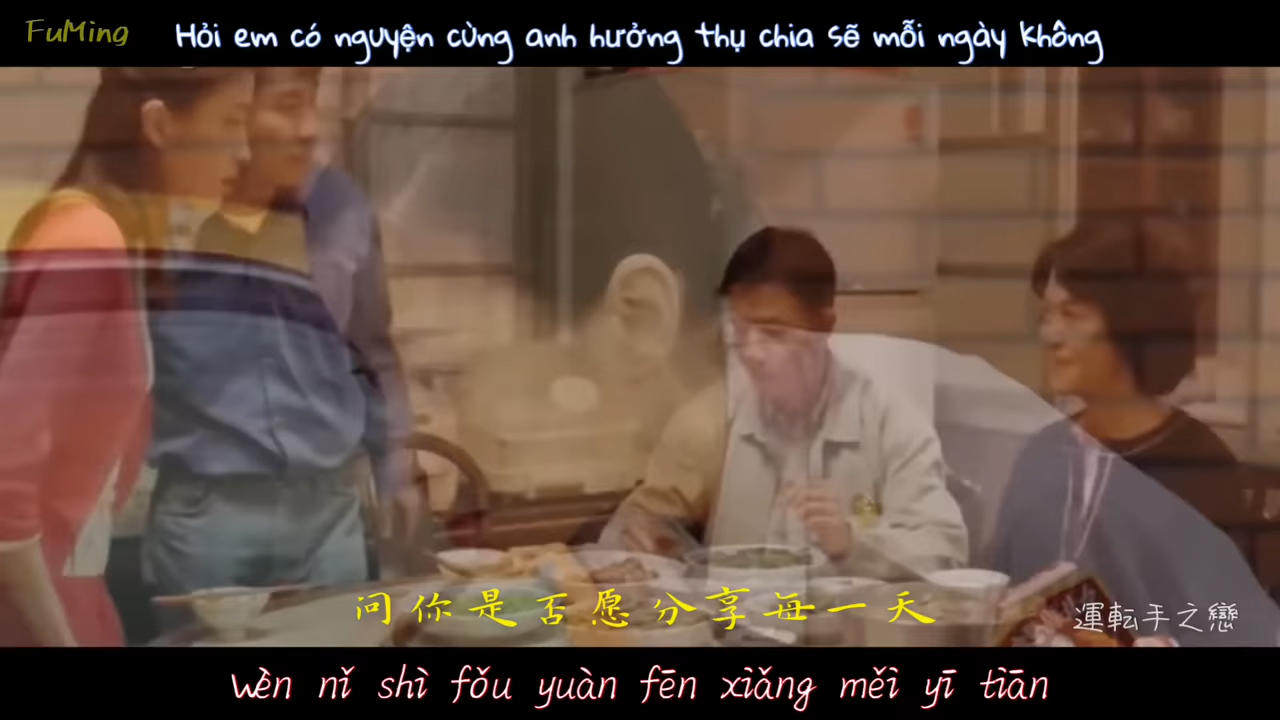 FuMing
Hỏi em có nguyện cùng anh hưởng thụ chia sẽ mỗi ngày không
问你是否愿分享每一天
運転手之戀
Wèn nǐ shì fǒu yuàn fēn xiǎng měi yī tiān